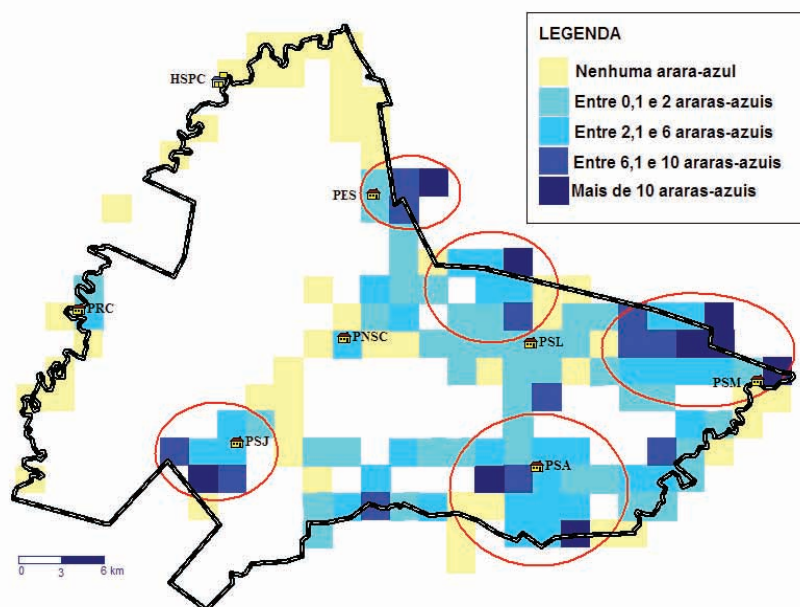 LEGENDA
Nenhuma arara-azul
Entre 0,1 e 2 araras-azuis
Entre 2,1 e 6 araras-azuis
Entre 6,1 e 10 araras-azuis
Mais de 10 araras-azuis
HSPC
PES
PRC
PNSC
PSL
PSM
PSJ
PSA
0 3 6 km